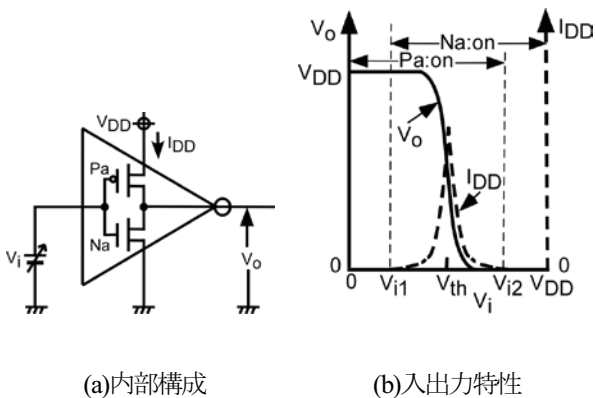 VDD
IDD
Pa
Na
Vi
Vo
(a)内部構成
Vo
IDD
Na:on
Pa:on
VDD
Vo
IDD
0
0
0
Vi1
Vth
Vi
Vi2
VDD
(b)入出力特性